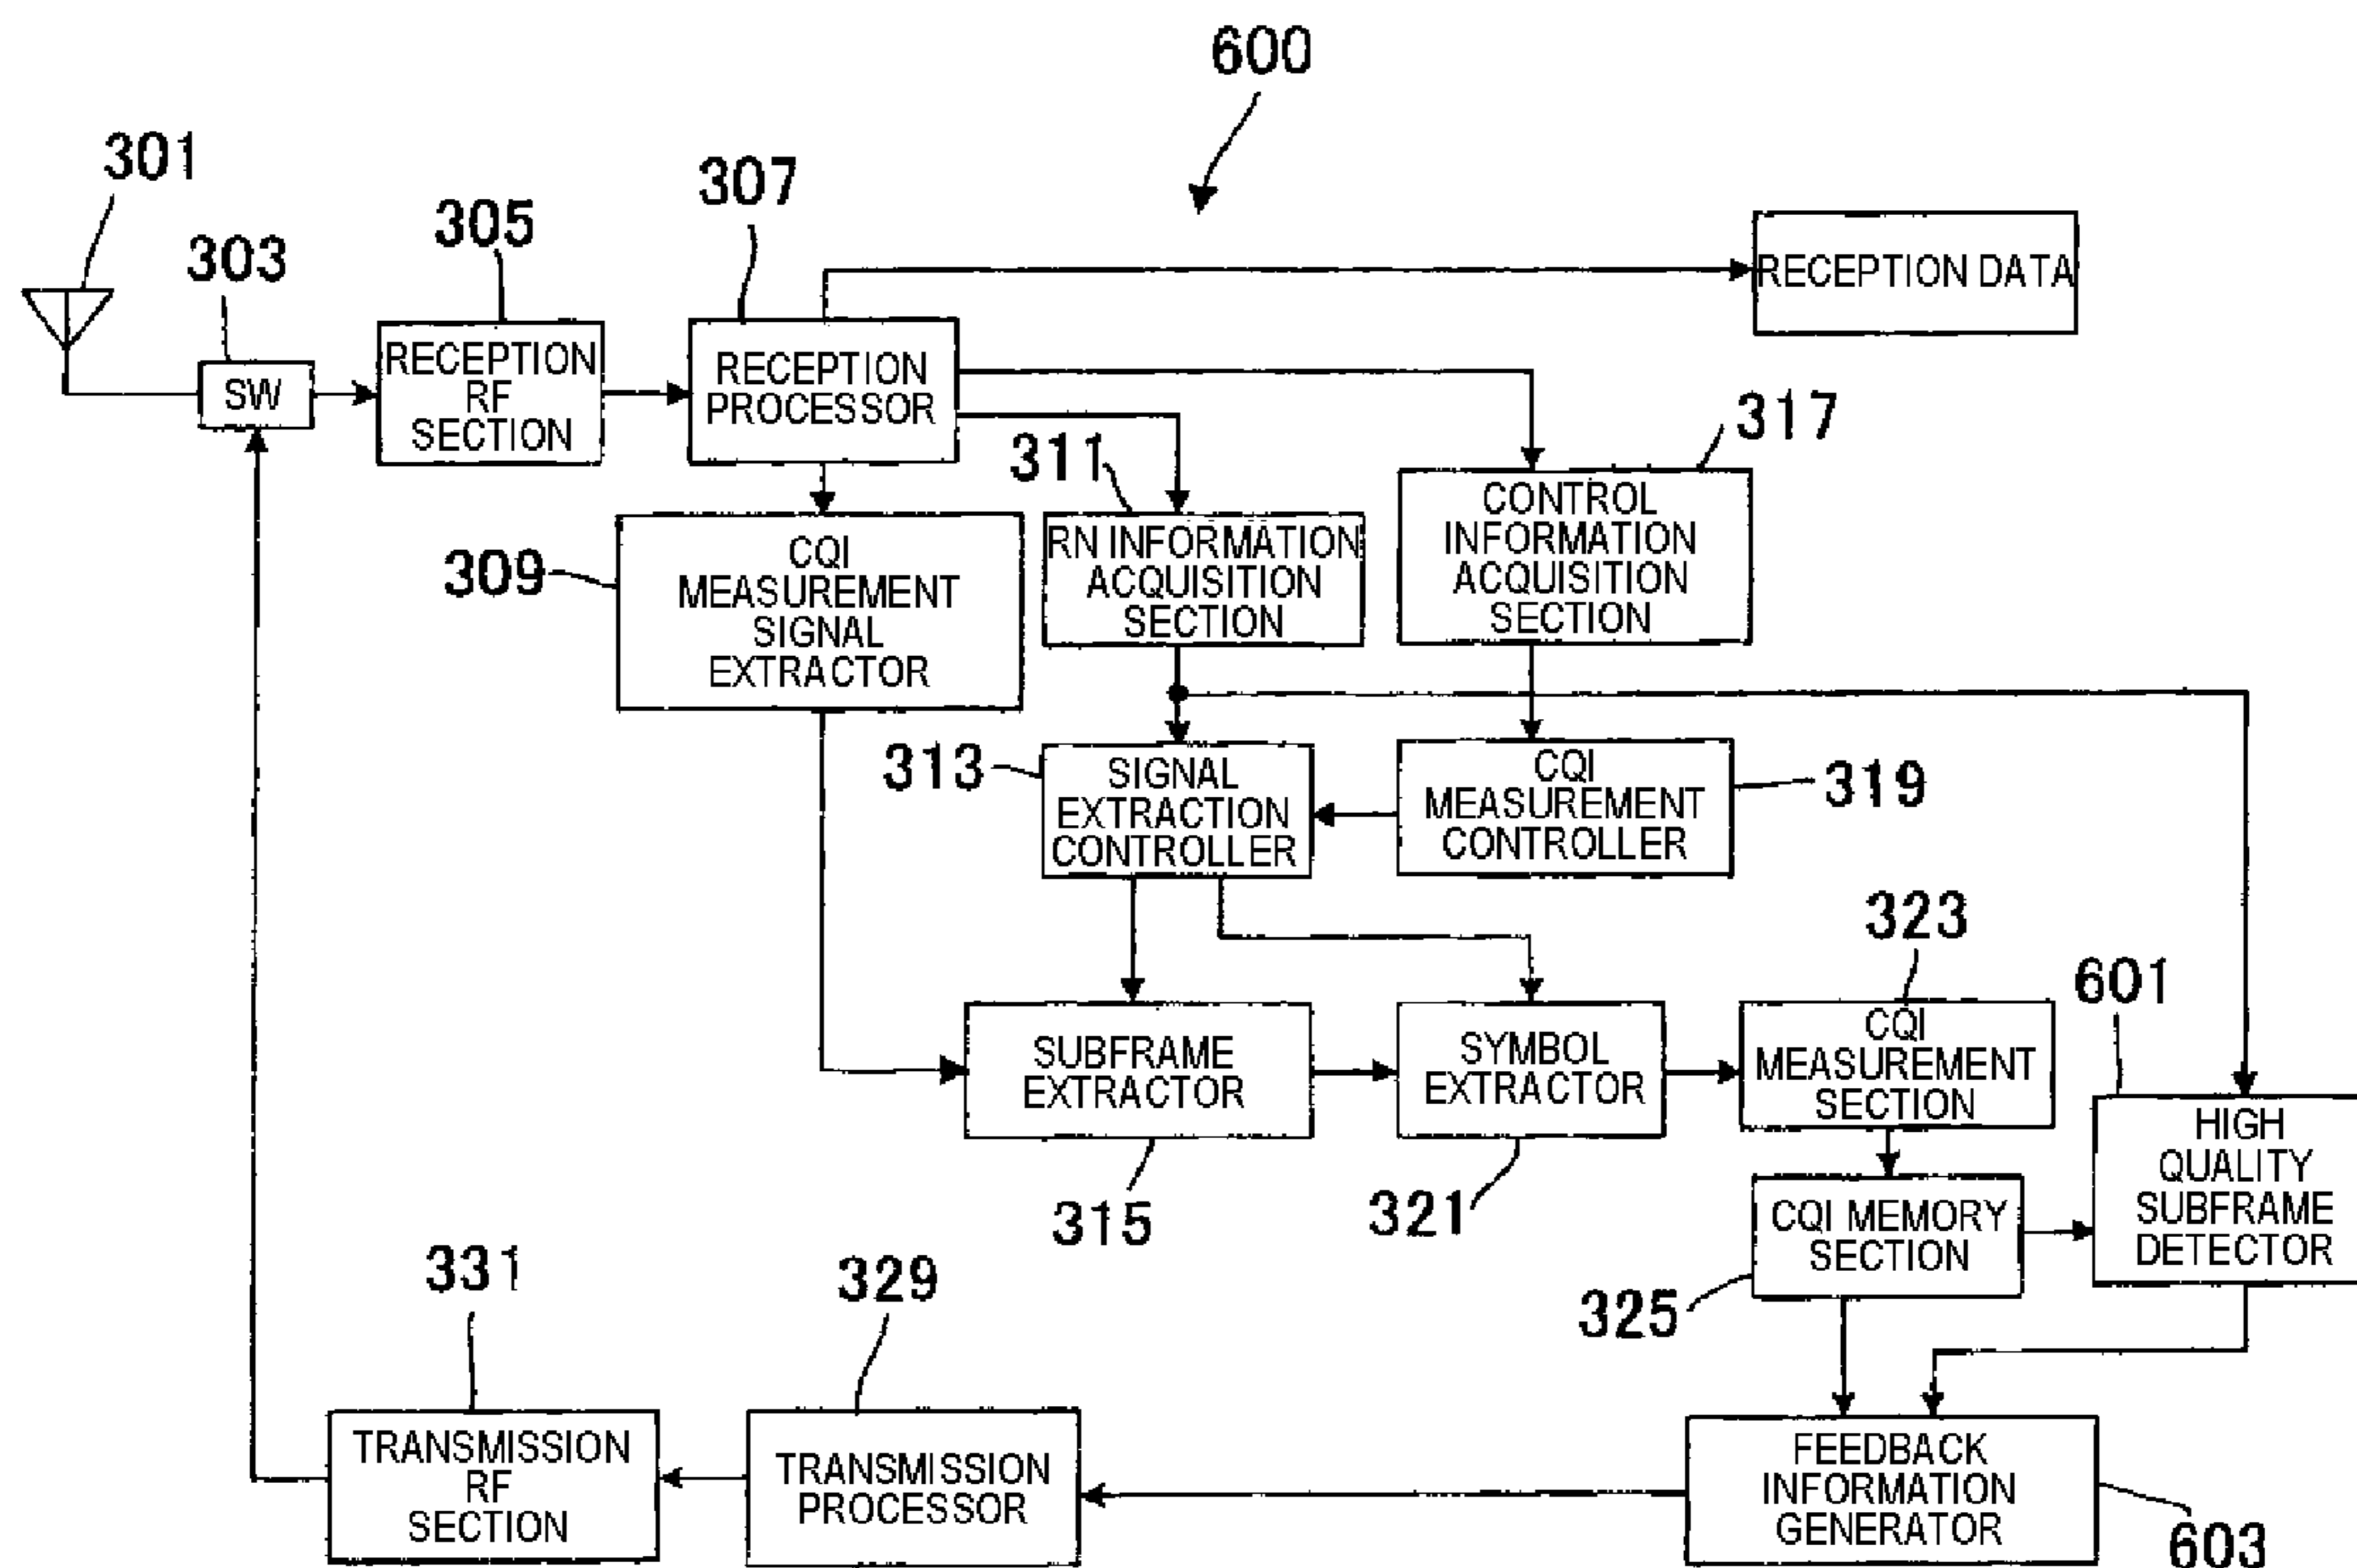 600
301
307
305
303
RECEPTION DATA
RECEPTION
RF
SECTION
RECEPTION
PROCESSOR
SW
317
311
CONTROL
INFORMATION
ACQUISITION
SECTION
RN INFORMATION
ACQUISITION
SECTION
309
CQI
MEASUREMENT
SIGNAL
EXTRACTOR
313
SIGNAL
EXTRACTION
CONTROLLER
CQI
MEASUREMENT
CONTROLLER
319
323
601
SUBFRAME
EXTRACTOR
SYMBOL
EXTRACTOR
CQI
MEASUREMENT
SECTION
HIGH
QUALITY
SUBFRAME
DETECTOR
315
321
CQI MEMORY
SECTION
325
331
329
TRANSMISSION
RF
SECTION
TRANSMISSION
PROCESSOR
FEEDBACK
INFORMATION
GENERATOR
603